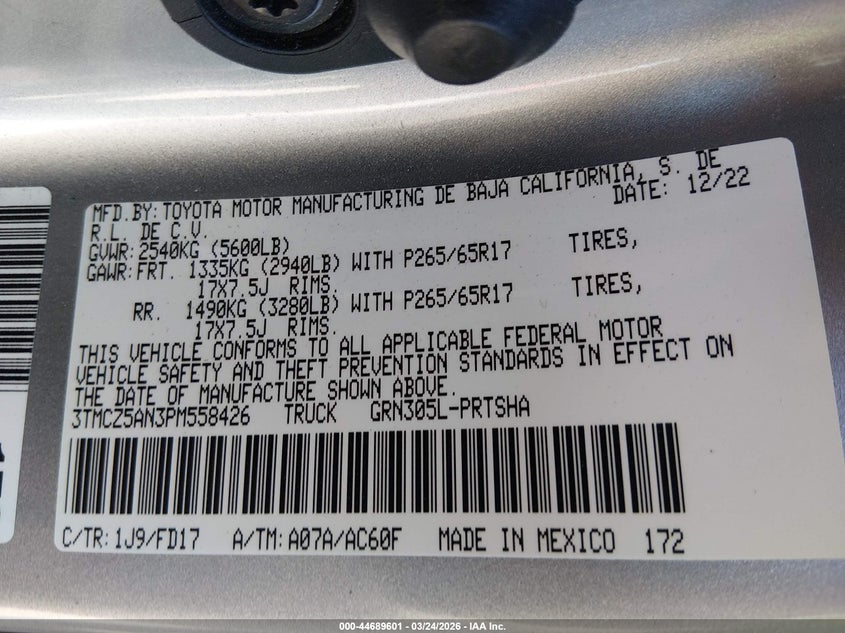 MFD.BY: TOYOTA MOTOR MANUFACTURING DE BAJA CALIFORNIA, S. DE
R.L. DE C.V. DATE: 12/22
GVWR: 2540KG (5600LB)
GAWR: FRT. 1335KG (2940LB) WITH P265/65R17 TIRES,
17X7.5J RIMS.
RR. 1490KG (3280LB) WITH P265/65R17 TIRES,
17X7.5J RIMS.
THIS VEHICLE CONFORMS TO ALL APPLICABLE FEDERAL MOTOR
VEHICLE SAFETY AND THEFT PREVENTION STANDARDS IN EFFECT ON
THE DATE OF MANUFACTURE SHOWN ABOVE.
3TMCZ5AN3PM558426 TRUCK GRN305L-PRTSHA
C/TR: 1J9/FD17 A/TM: A07A/AC60F MADE IN MEXICO 172
000-44689601 - 03/24/2026 - IAA Inc.